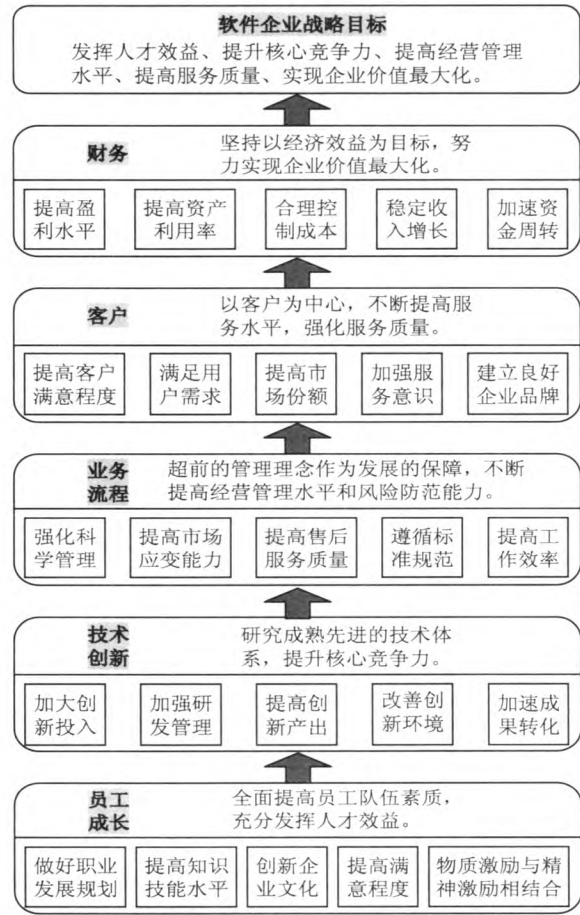 软件企业战略目标
发挥人才效益、提升核心竞争力、提高经营管理
水平、提高服务质量、实现企业价值最大化。
财务
坚持以经济效益为目标，努
力实现企业价值最大化。
提高盈
利水平
提高资产
利用率
合理控
制成本
稳定收
入增长
加速资
金周转
客户
以客户为中心，不断提高服
务水平，强化服务质量。
提高客户
满意程度
满足用
户需求
提高市
场份额
加强服
务意识
建立良好
企业品牌
业务
流程
超前的管理理念作为发展的保障，不断
提高经营管理水平和风险防范能力。
强化科
学管理
提高市场
应变能力
提高售后
服务质量
遵循标
准规范
提高工
作效率
技术
创新
研究成熟先进的技术体
系，提升核心竞争力。
加大创
新投入
加强研
发管理
提高创
新产出
改善创
新环境
加速成
果转化
员工
成长
全面提高员工队伍素质，
充分发挥人才效益。
做好职业
发展规划
提高知识
技能水平
创新企
业文化
提高满
意程度
物质激励与精
神激励相结合